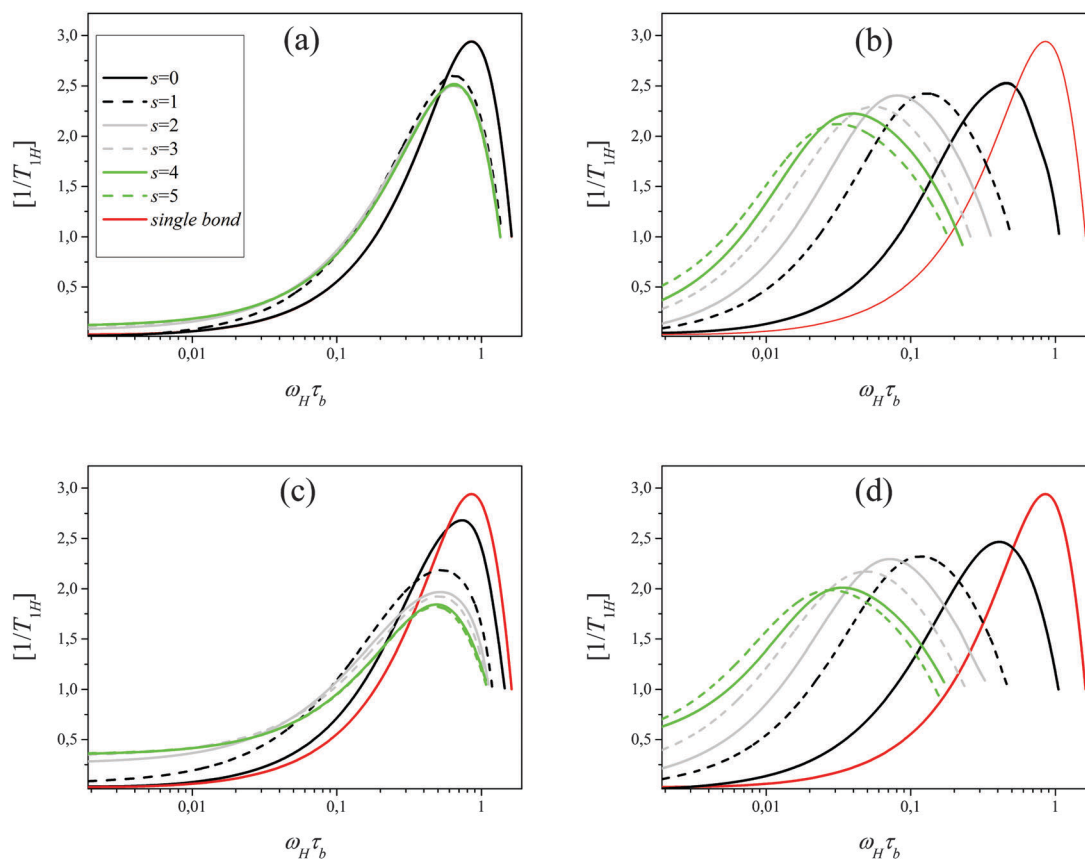 (a)
3,0
2,5
2,0
1,5
1,0
0,5
[1/T1H]
s=0
s=1
s=2
s=3
s=4
s=5
single bond
0,01 0,1 1
ωHτb
(b)
3,0
2,5
2,0
1,5
1,0
0,5
[1/T1H]
0,01 0,1 1
ωHτb
(c)
3,0
2,5
2,0
1,5
1,0
0,5
[1/T1H]
0,01 0,1 1
ωHτb
(d)
3,0
2,5
2,0
1,5
1,0
0,5
[1/T1H]
0,01 0,1 1
ωHτb